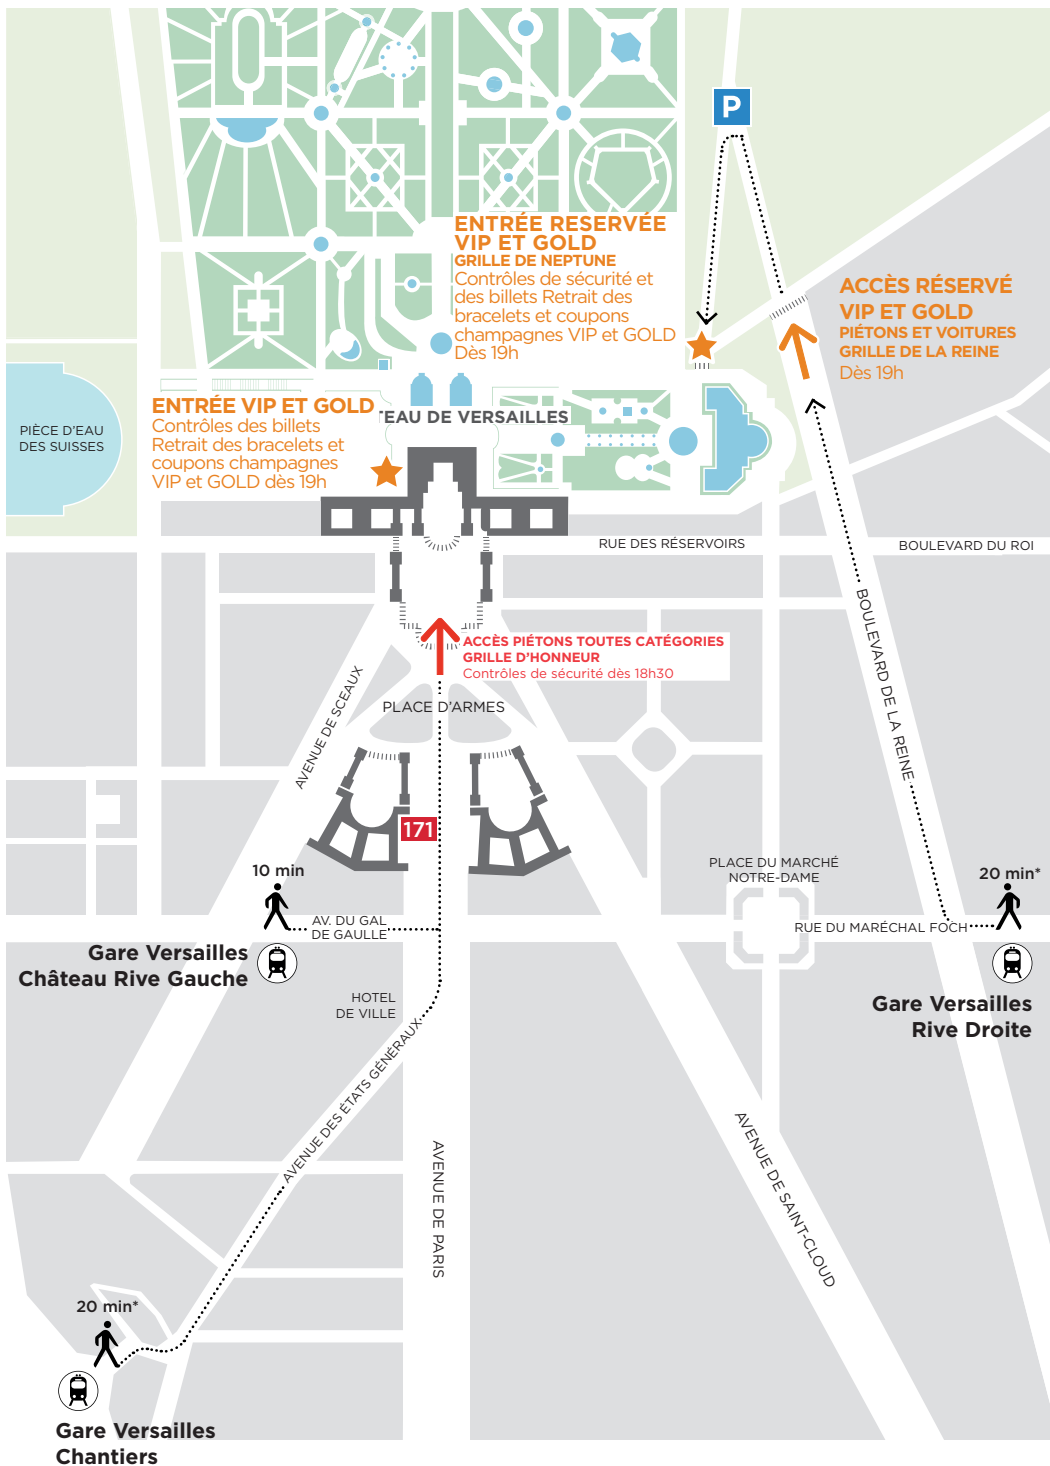 P
ENTRÉE RESERVÉE
VIP ET GOLD
GRILLE DE NEPTUNE
Contrôles de sécurité et
des billets Retrait des
bracelets et coupons
champagnes VIP et GOLD
Dès 19h
ACCÈS RÉSERVÉ
VIP ET GOLD
PIÉTONS ET VOITURES
GRILLE DE LA REINE
Dès 19h
PIÈCE D'EAU
DES SUISSES
ENTRÉE VIP ET GOLD
Contrôles des billets
Retrait des bracelets et
coupons champagnes
VIP et GOLD dès 19h
TEAU DE VERSAILLES
RUE DES RÉSERVOIRS
BOULEVARD DU ROI
BOULEVARD DE LA REINE
ACCÈS PIÉTONS TOUTES CATÉGORIES
GRILLE D'HONNEUR
Contrôles de sécurité dès 18h30
AVENUE DE SCEAUX
PLACE D'ARMES
171
PLACE DU MARCHÉ
NOTRE-DAME
10 min
AV. DU GAL
DE GAULLE
Gare Versailles
Château Rive Gauche
20 min*
RUE DU MARÉCHAL FOCH
Gare Versailles
Rive Droite
HOTEL
DE VILLE
AVENUE DES ÉTATS GÉNÉRAUX
AVENUE DE PARIS
AVENUE DE SAINT-CLOUD
20 min*
Gare Versailles
Chantiers